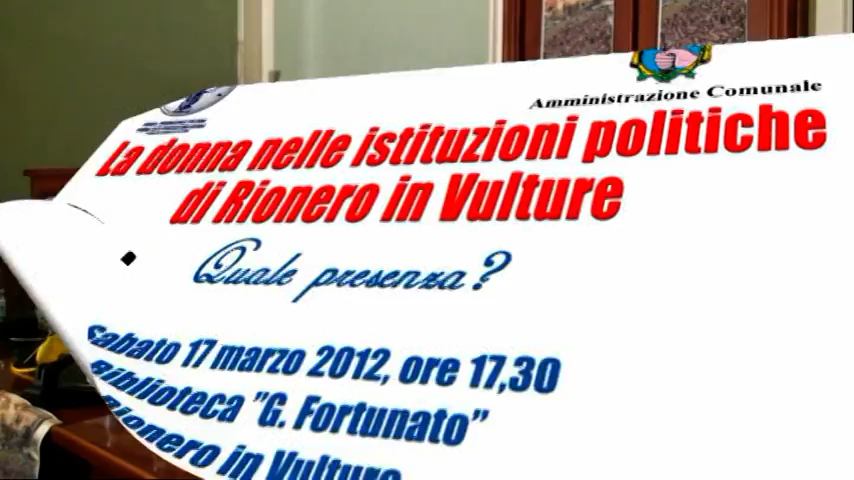 Amministrazione Comunale
La donna nelle istituzioni politiche
di Rionero in Vulture
Quale presenza?
Sabato 17 marzo 2012, ore 17,30
Biblioteca "G. Fortunato"
Rionero in Vulture